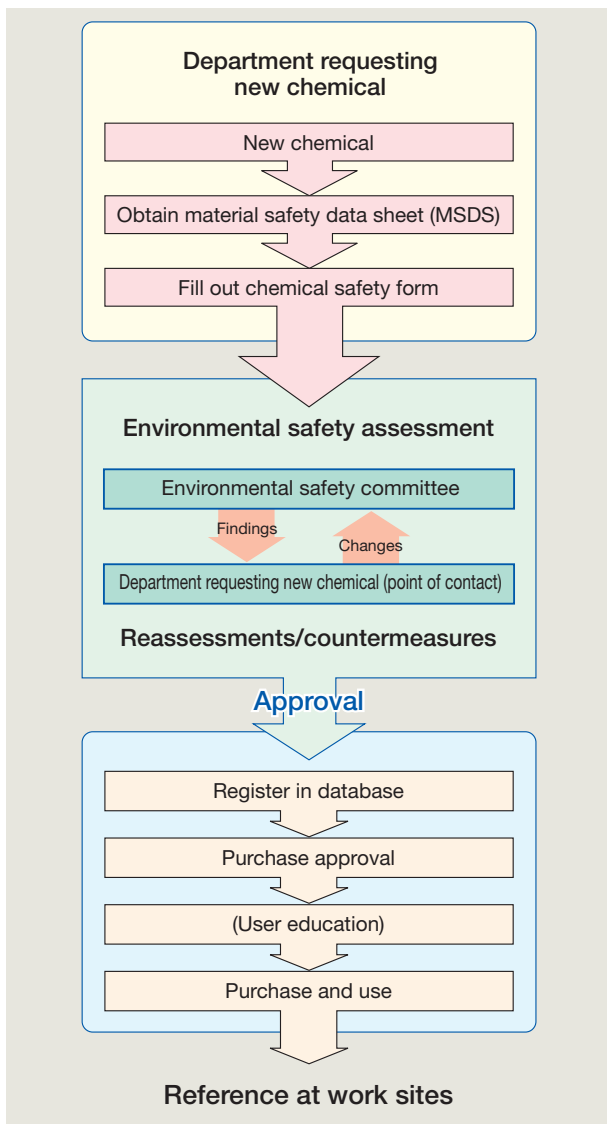 Department requesting
new chemical
New chemical
Obtain material safety data sheet (MSDS)
Fill out chemical safety form
Environmental safety assessment
Environmental safety committee
Findings
Changes
Department requesting new chemical (point of contact)
Reassessments/countermeasures
Approval
Register in database
Purchase approval
(User education)
Purchase and use
Reference at work sites